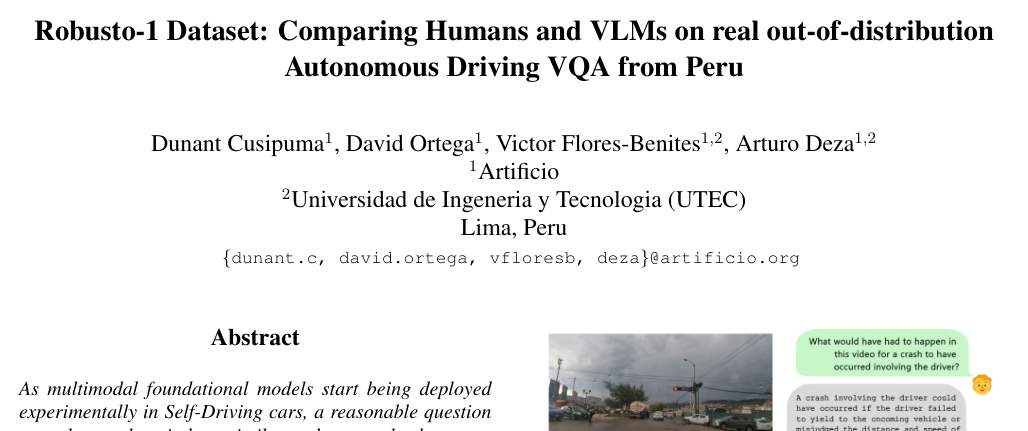 Robusto-1 Dataset: Comparing Humans and VLMs on real out-of-distribution
Autonomous Driving VQA from Peru
Dunant Cusipuma¹, David Ortega¹, Victor Flores-Benites¹,², Arturo Deza¹,²
¹Artificio
²Universidad de Ingeneria y Tecnologia (UTEC)
Lima, Peru
{dunant.c, david.ortega, vfloresb, deza}@artificio.org
Abstract
As multimodal foundational models start being deployed
experimentally in Self-Driving cars, a reasonable question
What would have had to happen in
this video for a crash to have
occurred involving the driver?
A crash involving the driver could
have occurred if the driver failed
to yield to the oncoming vehicle or
misjudged the distance and speed of